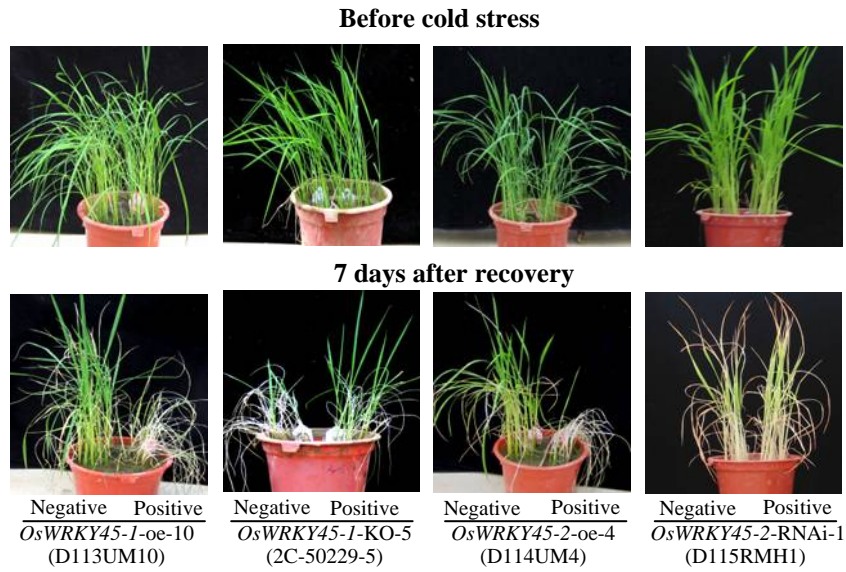 Before cold stress
7 days after recovery
Negative Positive Negative Positive Negative Positive Negative Positive
OsWRKY45-1-oe-10 OsWRKY45-1-KO-5 OsWRKY45-2-oe-4 OsWRKY45-2-RNAi-1
(D113UM10) (2C-50229-5) (D114UM4) (D115RMH1)